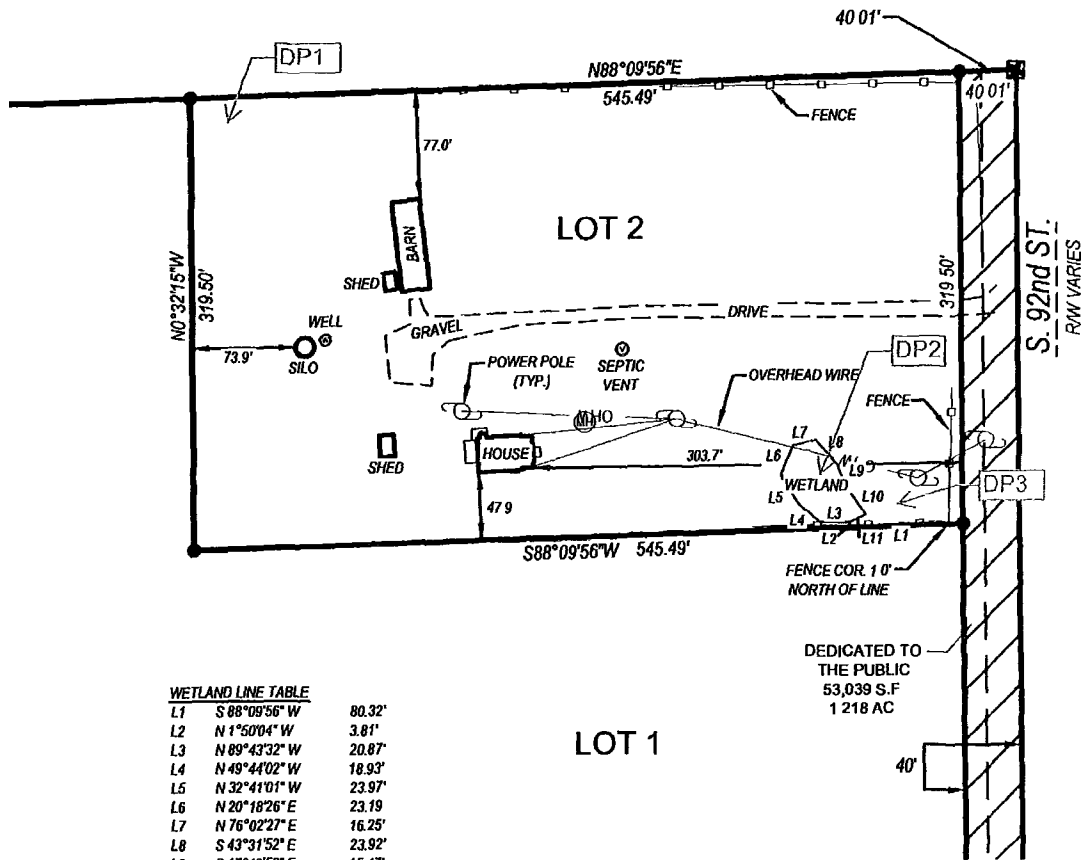 40 01'
DP1
N88°09'56"E
545.49'
40 01'
FENCE
77.0'
LOT 2
BARN
SHED
N0°32'15"W
319.50'
319 50'
S. 92nd ST.
R/W VARIES
WELL
GRAVEL
DRIVE
73.9'
SILO
POWER POLE
(TYP.)
SEPTIC
VENT
DP2
OVERHEAD WIRE
FENCE
MHO
MH
L7
L8
SHED
HOUSE
303.7'
L6
L9
WETLAND
DP3
L5
L10
47 9
L4
L3
L2
L11
L1
S88°09'56"W 545.49'
FENCE COR. 1 0'
NORTH OF LINE
DEDICATED TO
THE PUBLIC
53,039 S.F
1 218 AC
WETLAND LINE TABLE
L1 S 88°09'56" W 80.32'
L2 N 1°50'04" W 3.81'
L3 N 89°43'32" W 20.87'
L4 N 49°44'02" W 18.93'
L5 N 32°41'01" W 23.97'
L6 N 20°18'26" E 23.19
L7 N 76°02'27" E 16.25'
L8 S 43°31'52" E 23.92'
LOT 1
40'